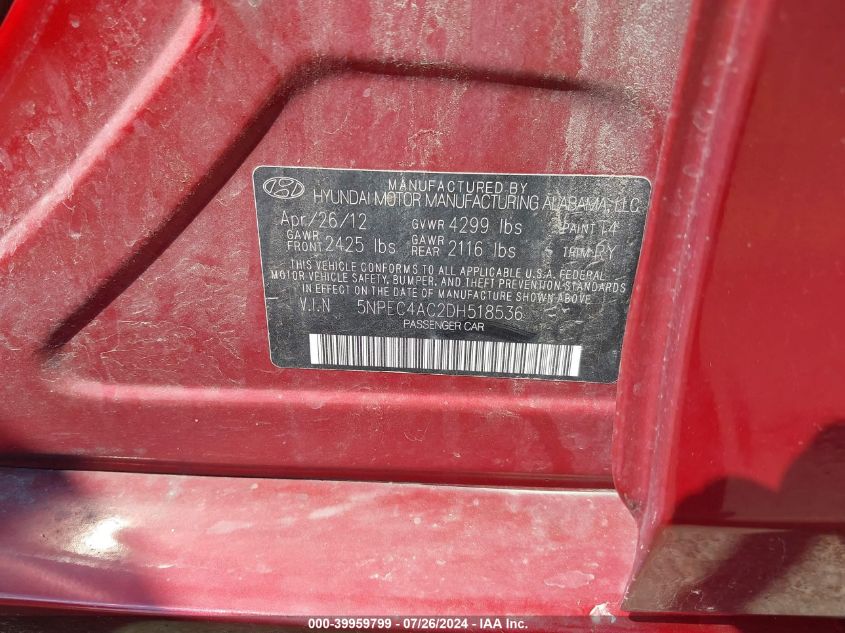 MANUFACTURED BY
HYUNDAI MOTOR MANUFACTURING ALABAMA, LLC
Apr/26/12 GVWR 4299 lbs PAINT T4
GAWR FRONT 2425 lbs GAWR REAR 2116 lbs TRIM RY
THIS VEHICLE CONFORMS TO ALL APPLICABLE U.S.A. FEDERAL
MOTOR VEHICLE SAFETY, BUMPER, AND THEFT PREVENTION STANDARDS
IN EFFECT ON THE DATE OF MANUFACTURE SHOWN ABOVE.
V.I.N 5NPEC4AC2DH518536
PASSENGER CAR
000-39959799 - 07/26/2024 - IAA Inc.